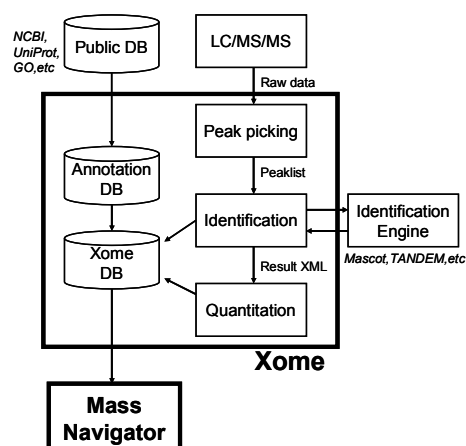 NCBI,
UniProt,
GO,etc
Public DB
LC/MS/MS
Raw data
Peak picking
Peaklist
Annotation
DB
Identification
Identification
Engine
Mascot,TANDEM,etc
Xome
DB
Result XML
Quantitation
Xome
Mass
Navigator